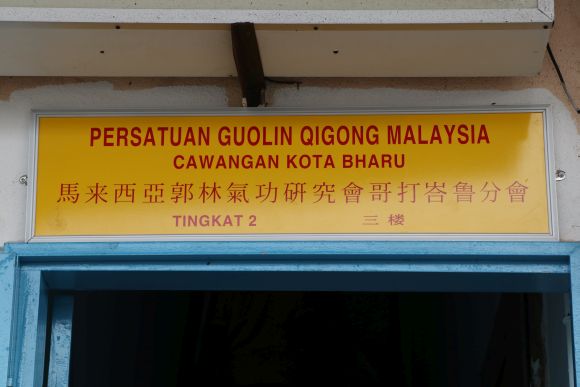 PERSATUAN GUOLIN QIGONG MALAYSIA
CAWANGAN KOTA BHARU
馬来西亞郭林氣功研究會哥打峇魯分會
TINGKAT 2 三楼